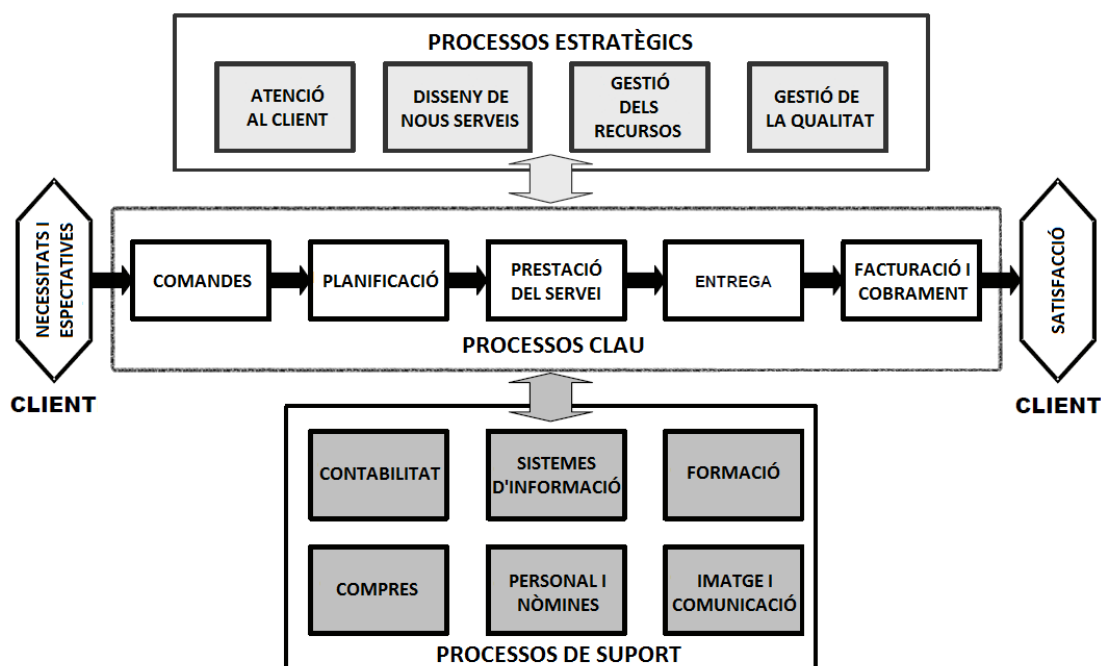 PROCESSOS ESTRATÈGICS
ATENCIÓ
AL CLIENT
DISSENY DE
NOUS SERVEIS
GESTIÓ
DELS
RECURSOS
GESTIÓ DE
LA QUALITAT
NECESSITATS I
ESPECTATIVES
CLIENT
COMANDES
PLANIFICACIÓ
PRESTACIÓ
DEL SERVEI
ENTREGA
FACTURACIÓ I
COBRAMENT
PROCESSOS CLAU
SATISFACCIÓ
CLIENT
CONTABILITAT
SISTEMES
D'INFORMACIÓ
FORMACIÓ
COMPRES
PERSONAL I
NÒMINES
IMATGE I
COMUNICACIÓ
PROCESSOS DE SUPORT